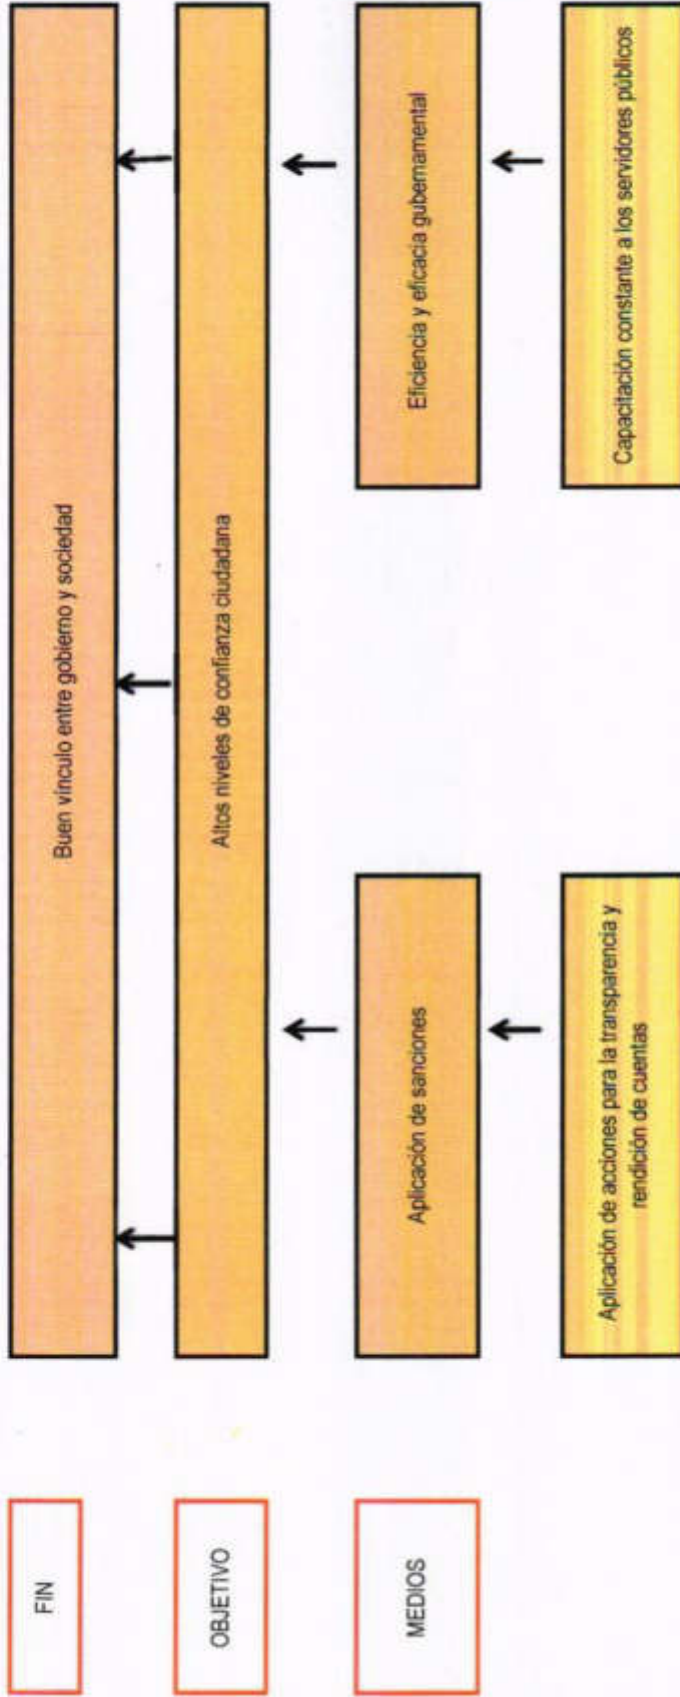 FIN
Buen vínculo entre gobierno y sociedad
OBJETIVO
Altos niveles de confianza ciudadana
MEDIOS
Aplicación de sanciones
Eficiencia y eficacia gubernamental
Aplicación de acciones para la transparencia y
rendición de cuentas
Capacitación constante a los servidores públicos